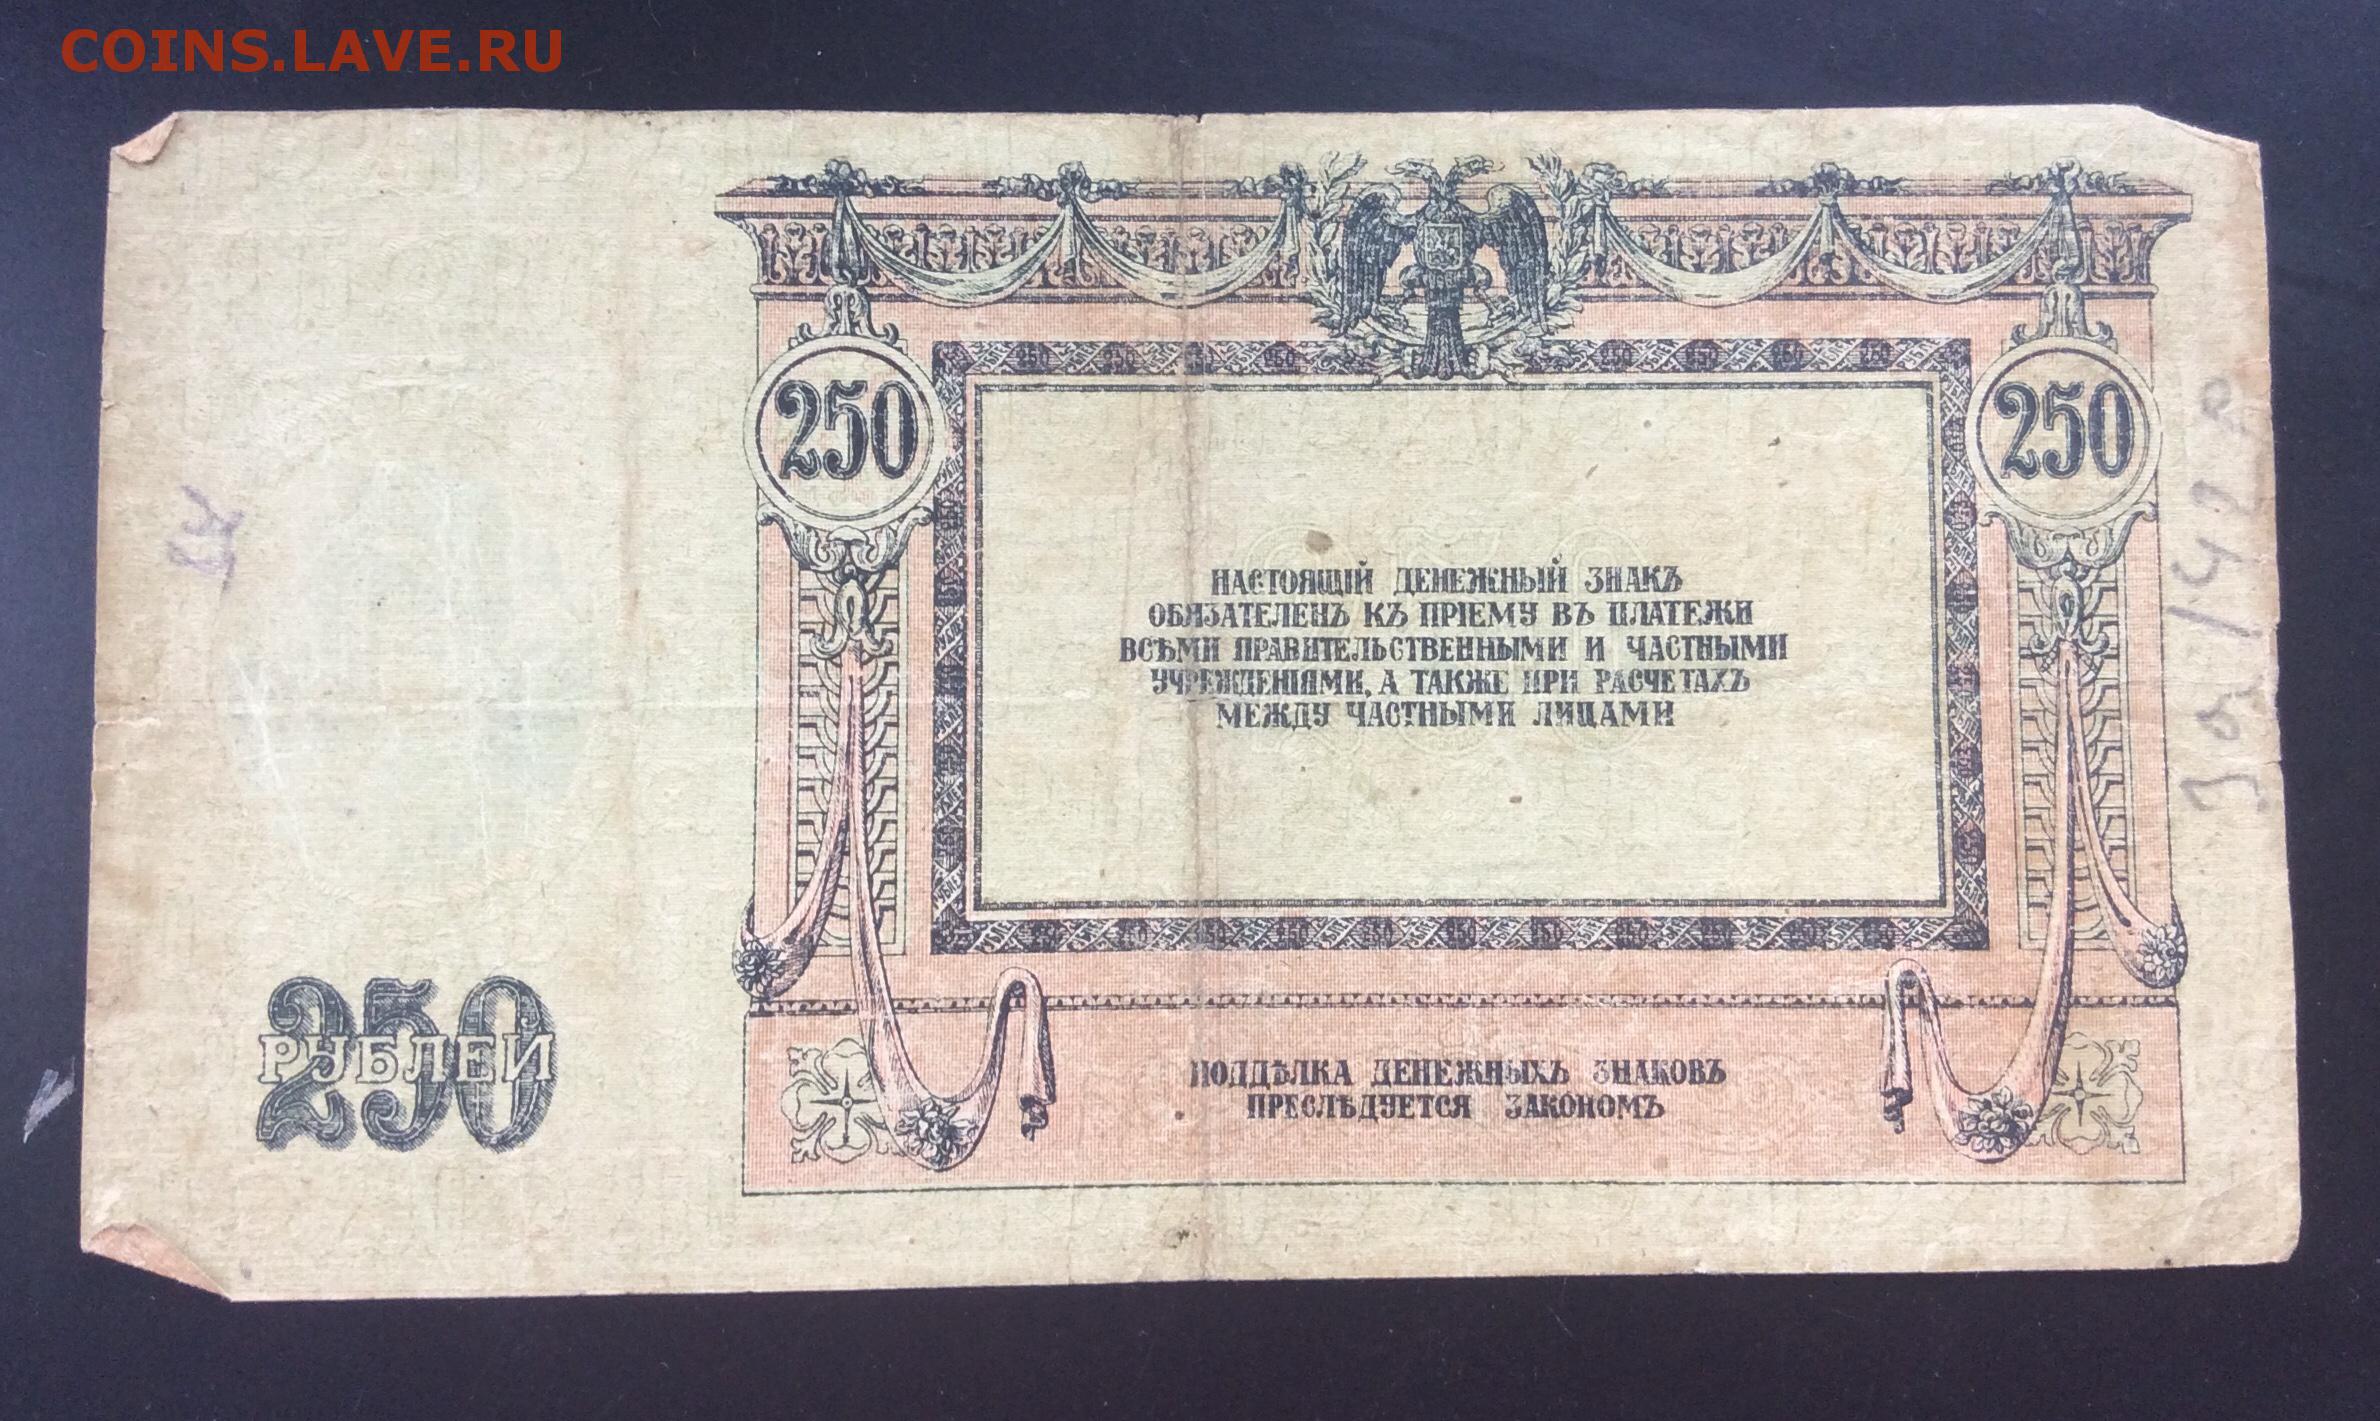 COINS.LAVE.RU
250
250
НАСТОЯЩІЙ ДЕНЕЖНЫЙ ЗНАКЪ
ОБЯЗАТЕЛЕНЪ КЪ ПРІЕМУ ВЪ ПЛАТЕЖИ
ВСѢМИ ПРАВИТЕЛЬСТВЕННЫМИ И ЧАСТНЫМИ
УЧРЕЖДЕНІЯМИ, А ТАКЖЕ ПРИ РАСЧЕТАХЪ
МЕЖДУ ЧАСТНЫМИ ЛИЦАМИ
250
РУБЛЕЙ
ПОДДѢЛКА ДЕНЕЖНЫХЪ ЗНАКОВЪ
ПРЕСЛѢДУЕТСЯ ЗАКОНОМЪ